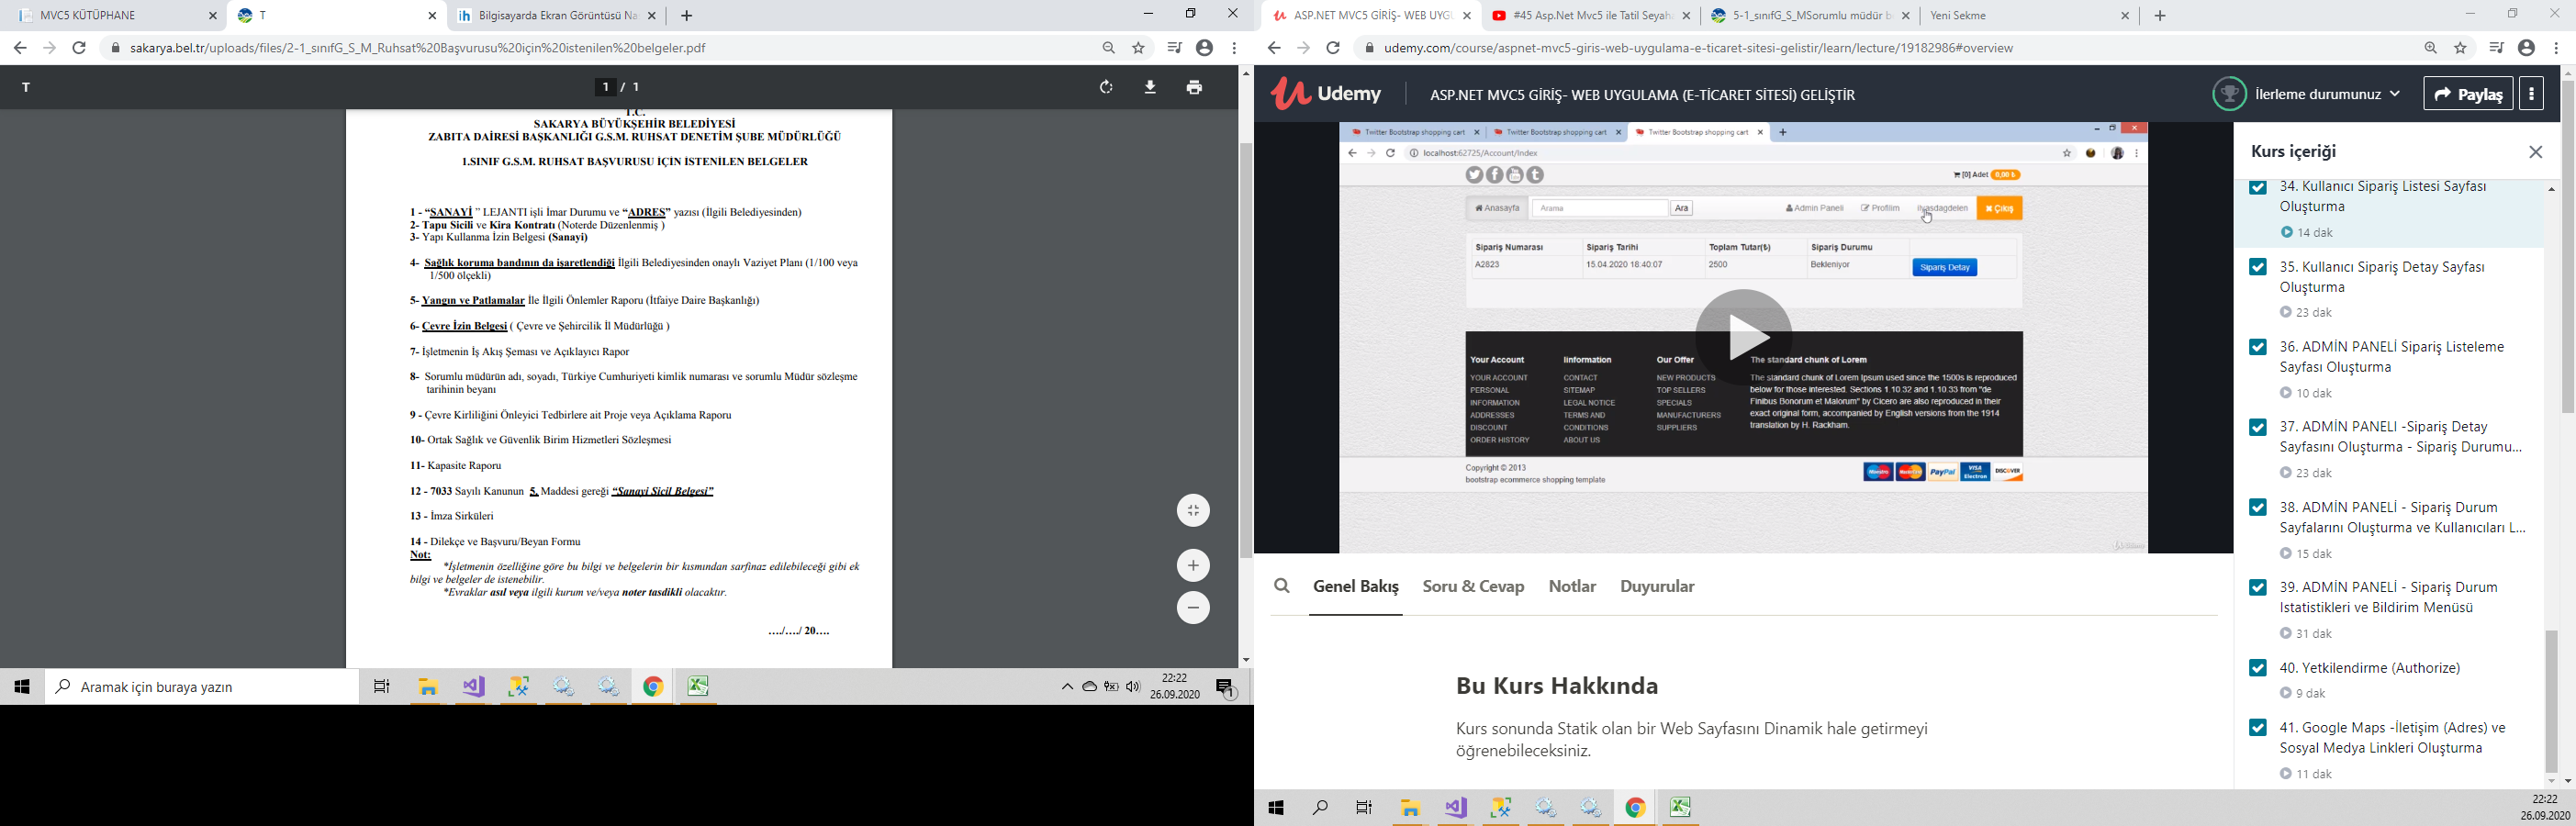 MVC5 KÜTÜPHANE
T
Bilgisayarda Ekran Görüntüsü Na
sakarya.bel.tr/uploads/files/2-1_sınıfG_S_M_Ruhsat%20Başvurusu%20için%20istenilen%20belgeler.pdf
T
1 / 1
T.C.
SAKARYA BÜYÜKŞEHİR BELEDİYESİ
ZABITA DAİRESİ BAŞKANLIĞI G.S.M. RUHSAT DENETİM ŞUBE MÜDÜRLÜĞÜ
1.SINIF G.S.M. RUHSAT BAŞVURUSU İÇİN İSTENİLEN BELGELER
1 - “SANAYİ ” LEJANTI işli İmar Durumu ve “ADRES” yazısı (İlgili Belediyesinden)
2- Tapu Sicili ve Kira Kontratı (Noterde Düzenlenmiş )
3- Yapı Kullanma İzin Belgesi (Sanayi)
4- Sağlık koruma bandının da işaretlendiği İlgili Belediyesinden onaylı Vaziyet Planı (1/100 veya
1/500 ölçekli)
5- Yangın ve Patlamalar İle İlgili Önlemler Raporu (İtfaiye Daire Başkanlığı)
6- Çevre İzin Belgesi ( Çevre ve Şehircilik İl Müdürlüğü )
7- İşletmenin İş Akış Şeması ve Açıklayıcı Rapor
8- Sorumlu müdürün adı, soyadı, Türkiye Cumhuriyeti kimlik numarası ve sorumlu Müdür sözleşme
tarihinin beyanı
9 - Çevre Kirliliğini Önleyici Tedbirlere ait Proje veya Açıklama Raporu
10- Ortak Sağlık ve Güvenlik Birim Hizmetleri Sözleşmesi
11- Kapasite Raporu
12 - 7033 Sayılı Kanunun 5. Maddesi gereği “Sanayi Sicil Belgesi”
13 - İmza Sirküleri
14 - Dilekçe ve Başvuru/Beyan Formu
Not:
*İşletmenin özelliğine göre bu bilgi ve belgelerin bir kısmından sarfinaz edilebileceği gibi ek
bilgi ve belgeler de istenebilir.
*Evraklar asıl veya ilgili kurum ve/veya noter tasdikli olacaktır.
…./…./ 20….
Aramak için buraya yazın
22:22
26.09.2020
1
ASP.NET MVC5 GİRİŞ- WEB UYGU
#45 Asp.Net Mvc5 ile Tatil Seyaha
5-1_sınıfG_S_MSorumlu müdür b
Yeni Sekme
udemy.com/course/aspnet-mvc5-giris-web-uygulama-e-ticaret-sitesi-gelistir/learn/lecture/19182986#overview
Udemy
ASP.NET MVC5 GİRİŞ- WEB UYGULAMA (E-TİCARET SİTESİ) GELİŞTİR
İlerleme durumunuz
Paylaş
Twitter Bootstrap shopping cart
Twitter Bootstrap shopping cart
Twitter Bootstrap shopping cart
localhost:62725/Account/Index
[0] Adet 0,00 ₺
Anasayfa
Arama
Ara
Admin Paneli
Profilim
ilyasdagdelen
Çıkış
Sipariş Numarası Sipariş Tarihi Toplam Tutar(₺) Sipariş Durumu
A2823 15.04.2020 18:40:07 2500 Bekleniyor Sipariş Detay
Your Account
YOUR ACCOUNT
PERSONAL
INFORMATION
ADDRESSES
DISCOUNT
ORDER HISTORY
Iinformation
CONTACT
SITEMAP
LEGAL NOTICE
TERMS AND
CONDITIONS
ABOUT US
Our Offer
NEW PRODUCTS
TOP SELLERS
SPECIALS
MANUFACTURERS
SUPPLIERS
The standard chunk of Lorem
The standard chunk of Lorem Ipsum used since the 1500s is reproduced
below for those interested. Sections 1.10.32 and 1.10.33 from "de
Finibus Bonorum et Malorum" by Cicero are also reproduced in their
exact original form, accompanied by English versions from the 1914
translation by H. Rackham.
Copyright © 2013
bootstrap ecommerce shopping template
Maestro
MasterCard
PayPal
VISA
Electron
DISCOVER
Genel Bakış
Soru & Cevap
Notlar
Duyurular
Bu Kurs Hakkında
Kurs sonunda Statik olan bir Web Sayfasını Dinamik hale getirmeyi
öğrenebileceksiniz.
Kurs içeriği
34. Kullanıcı Sipariş Listesi Sayfası
Oluşturma
14 dak
35. Kullanıcı Sipariş Detay Sayfası
Oluşturma
23 dak
36. ADMİN PANELİ Sipariş Listeleme
Sayfası Oluşturma
10 dak
37. ADMİN PANELİ -Sipariş Detay
Sayfasını Oluşturma - Sipariş Durumu...
23 dak
38. ADMİN PANELİ - Sipariş Durum
Sayfalarını Oluşturma ve Kullanıcıları L...
15 dak
39. ADMİN PANELİ - Sipariş Durum
Istatistikleri ve Bildirim Menüsü
31 dak
40. Yetkilendirme (Authorize)
9 dak
41. Google Maps -İletişim (Adres) ve
Sosyal Medya Linkleri Oluşturma
11 dak
22:22
26.09.2020